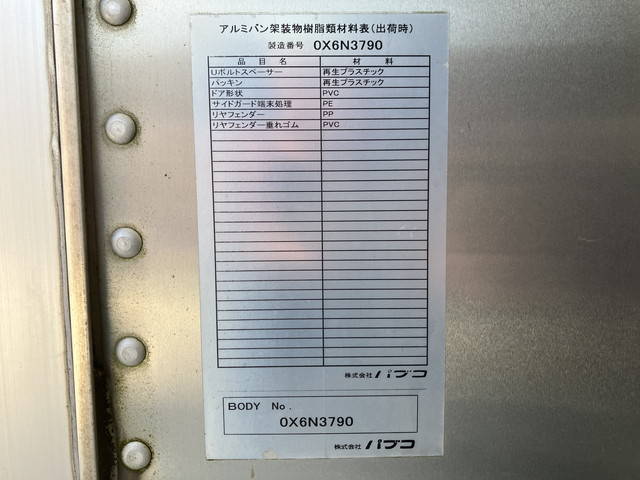 アルミバン架装物樹脂類材料表(出荷時)
製造番号 0X6N3790
品目名 材料
Uボルトスペーサー 再生プラスチック
パッキン 再生プラスチック
ドア形状 PVC
サイドガード端末処理 PE
リヤフェンダー PP
リヤフェンダー垂れゴム PVC
株式会社 パブコ
BODY No.
0X6N3790
株式会社 パブコ